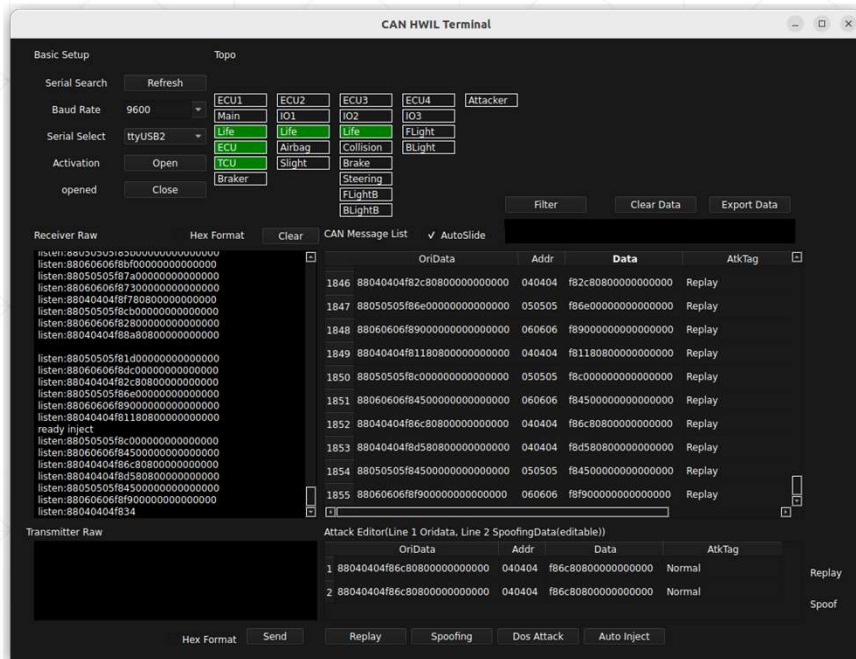 CAN HWIL Terminal
Basic Setup
Topo
Serial Search Refresh
Baud Rate 9600
Serial Select ttyUSB2
Activation Open
opened Close
ECU1 ECU2 ECU3 ECU4 Attacker
Main IO1 IO2 IO3
Life Life Life FLight
ECU Airbag Collision BLight
TCU Slight Brake
Braker Steering
FLightB
BLightB
Filter Clear Data Export Data
Receiver Raw Hex Format Clear
CAN Message List ✓ AutoSlide
listen:88050505f85b00000000000000
listen:88060606f8bf00000000000000
listen:88050505f87a00000000000000
listen:88060606f87300000000000000
listen:88040404f8f780800000000000
listen:88050505f8cb00000000000000
listen:88060606f82800000000000000
listen:88040404f88a80800000000000
listen:88050505f81d00000000000000
listen:88060606f8dc00000000000000
listen:88040404f82c80800000000000
listen:88050505f86e00000000000000
listen:88060606f89000000000000000
listen:88040404f81180800000000000
ready inject
listen:88050505f8c000000000000000
listen:88060606f84500000000000000
listen:88040404f86c80800000000000
listen:88040404f8d580800000000000
listen:88050505f84500000000000000
listen:88060606f8f900000000000000
listen:88040404f834
OriData Addr Data AtkTag
1846 88040404f82c80800000000000 040404 f82c80800000000000 Replay
1847 88050505f86e00000000000000 050505 f86e00000000000000 Replay
1848 88060606f89000000000000000 060606 f89000000000000000 Replay
1849 88040404f81180800000000000 040404 f81180800000000000 Replay
1850 88050505f8c000000000000000 050505 f8c000000000000000 Replay
1851 88060606f84500000000000000 060606 f84500000000000000 Replay
1852 88040404f86c80800000000000 040404 f86c80800000000000 Replay
1853 88040404f8d580800000000000 040404 f8d580800000000000 Replay
1854 88050505f84500000000000000 050505 f84500000000000000 Replay
1855 88060606f8f900000000000000 060606 f8f900000000000000 Replay
Transmitter Raw
Attack Editor(Line 1 Oridata, Line 2 SpoofingData(editable))
OriData Addr Data AtkTag
1 88040404f86c80800000000000 040404 f86c80800000000000 Normal
2 88040404f86c80800000000000 040404 f86c80800000000000 Normal
Replay
Spoof
Hex Format Send Replay Spoofing Dos Attack Auto Inject